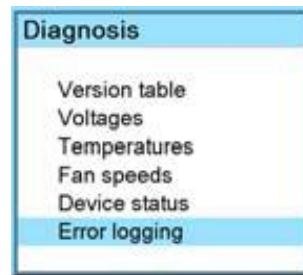 Diagnosis
Version table
Voltages
Temperatures
Fan speeds
Device status
Error logging